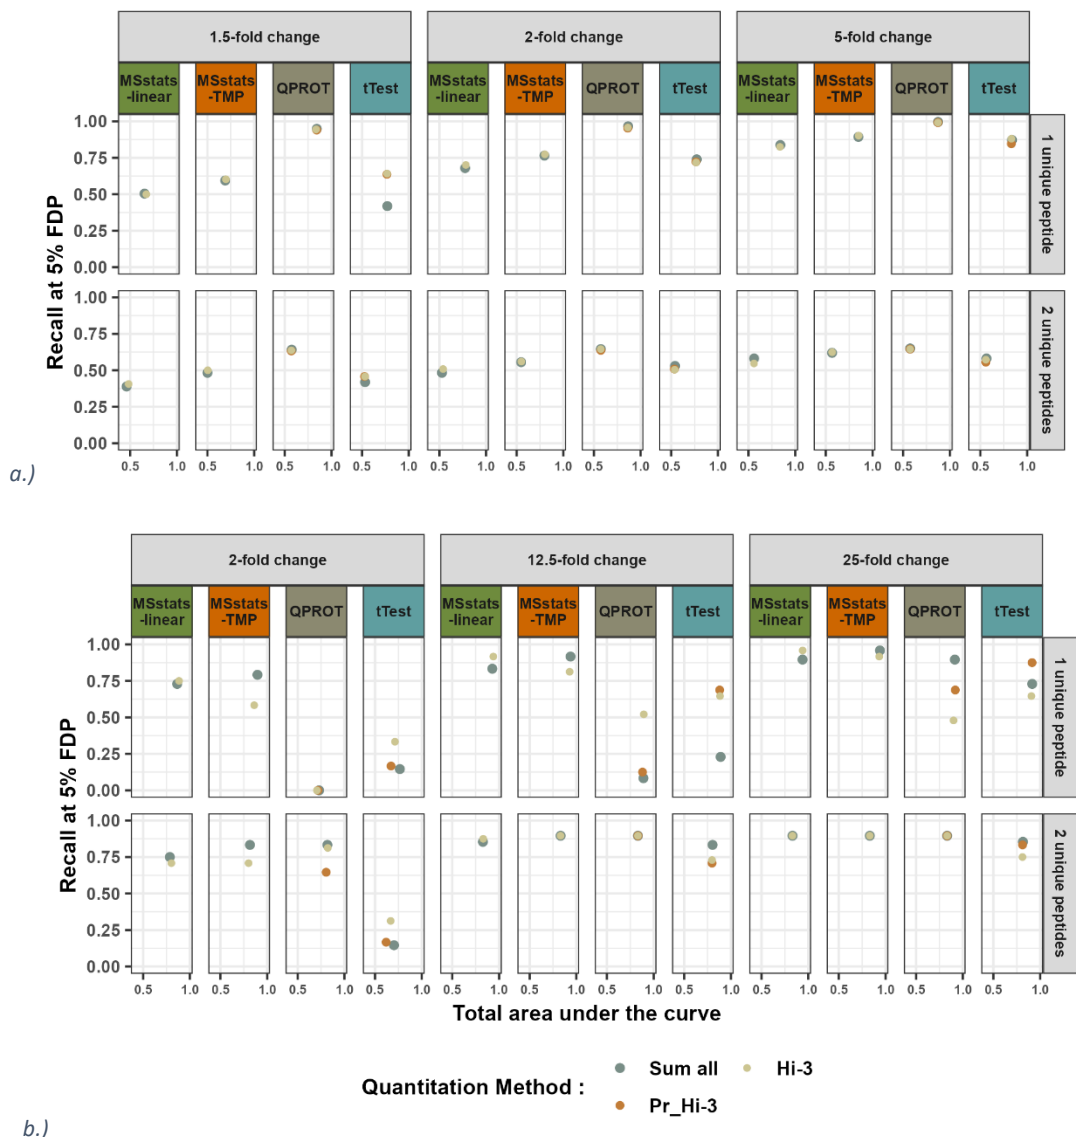 1.5-fold change 2-fold change 5-fold change
MSstats MSstats QPROT tTest MSstats MSstats QPROT tTest MSstats MSstats QPROT tTest
-linear -TMP -linear -TMP -linear -TMP
1.00
0.75
0.50
0.25
0.00
1 unique peptide
1.00
0.75
0.50
0.25
0.00
2 unique peptides
Recall at 5% FDP
0.5 1.0 0.5 1.0 0.5 1.0 0.5 1.0 0.5 1.0 0.5 1.0 0.5 1.0 0.5 1.0 0.5 1.0 0.5 1.0 0.5 1.0 0.5 1.0
a.)
2-fold change 12.5-fold change 25-fold change
MSstats MSstats QPROT tTest MSstats MSstats QPROT tTest MSstats MSstats QPROT tTest
-linear -TMP -linear -TMP -linear -TMP
1.00
0.75
0.50
0.25
0.00
1 unique peptide
1.00
0.75
0.50
0.25
0.00
2 unique peptides
Recall at 5% FDP
0.5 1.0 0.5 1.0 0.5 1.0 0.5 1.0 0.5 1.0 0.5 1.0 0.5 1.0 0.5 1.0 0.5 1.0 0.5 1.0 0.5 1.0 0.5 1.0
Total area under the curve
Quantitation Method :
Sum all Hi-3
Pr_Hi-3
b.)